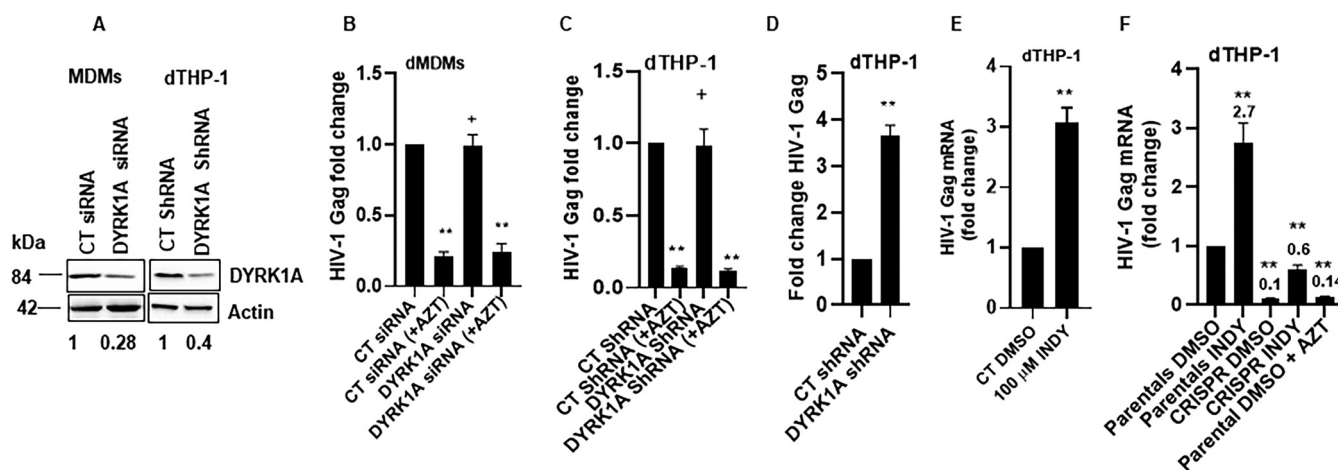 A
MDMs
dTHP-1
CT siRNA
DYRK1A siRNA
CT ShRNA
DYRK1A ShRNA
kDa
84
DYRK1A
42
Actin
1 0.28 1 0.4
B
dMDMs
HIV-1 Gag fold change
1.5
1.0
0.5
0.0
**
+
**
CT siRNA
CT siRNA (+AZT)
DYRK1A siRNA
DYRK1A siRNA (+AZT)
C
dTHP-1
HIV-1 Gag fold change
1.5
1.0
0.5
0.0
**
+
**
CT ShRNA
CT ShRNA (+AZT)
DYRK1A ShRNA
DYRK1A ShRNA (+AZT)
D
dTHP-1
Fold change HIV-1 Gag
5
4
3
2
1
0
**
CT shRNA
DYRK1A shRNA
E
dTHP-1
HIV-1 Gag mRNA
(fold change)
4
3
2
1
0
**
CT DMSO
100 μM INDY
F
dTHP-1
HIV-1 Gag mRNA
(fold change)
4
3
2
1
0
**
2.7
**
0.1
**
0.6
**
0.14
Parentals DMSO
Parentals INDY
CRISPR DMSO
CRISPR INDY
Parental DMSO + AZT